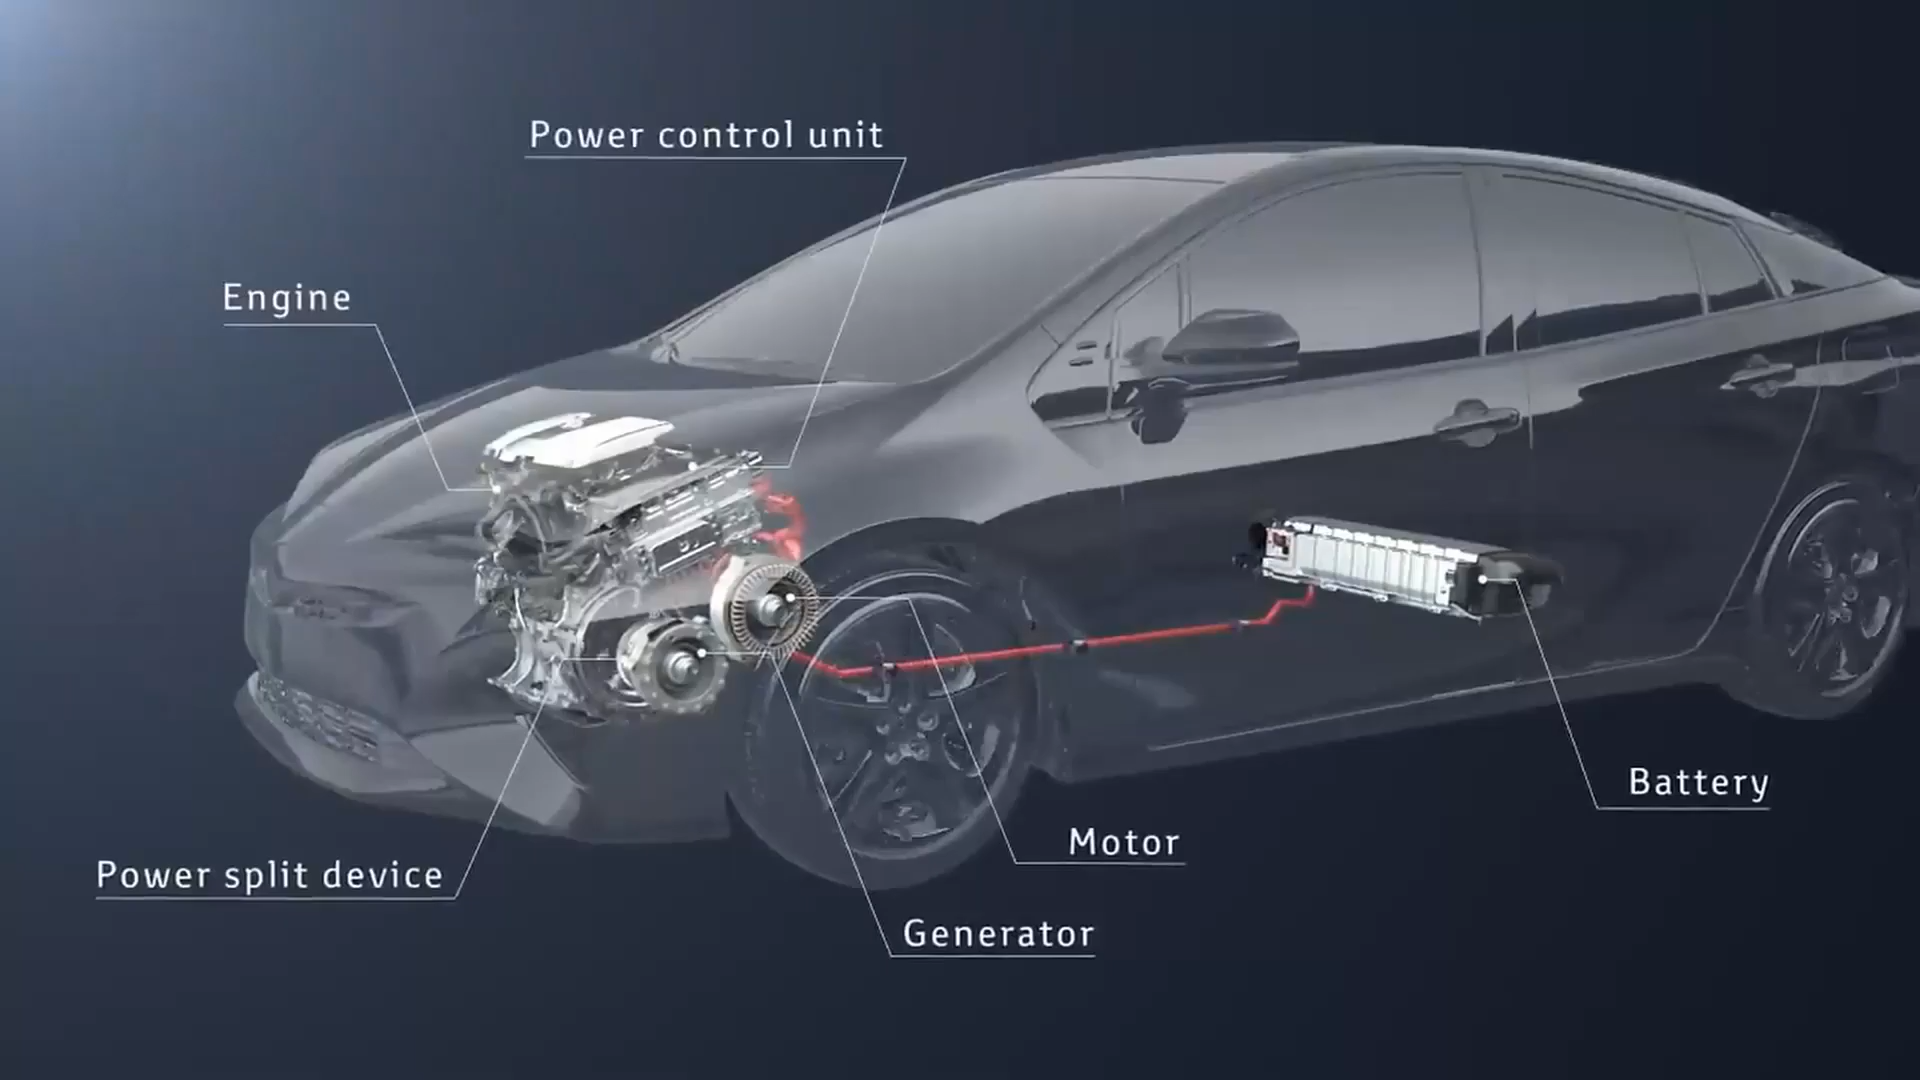 Power control unit
Engine
Battery
Motor
Power split device
Generator